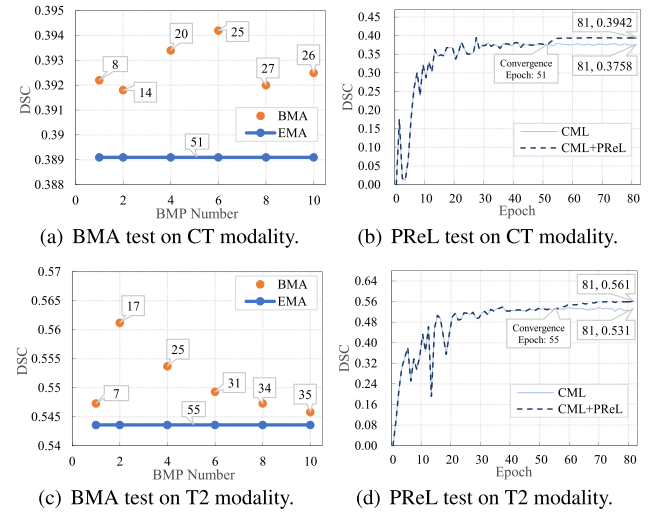 0.395
0.394
0.393
0.392
0.391
0.39
0.389
0.388
DSC
8
14
20
25
27
26
BMA
EMA
51
0 2 4 6 8 10
BMP Number
(a) BMA test on CT modality.
0.45
0.40
0.35
0.30
0.25
0.20
0.15
0.10
0.05
0.00
DSC
81, 0.3942
Convergence
Epoch: 51
81, 0.3758
CML
CML+PReL
0 10 20 30 40 50 60 70 80
Epoch
(b) PReL test on CT modality.
0.57
0.565
0.56
0.555
0.55
0.545
0.54
DSC
BMA
EMA
7
17
25
31
34
35
55
0 2 4 6 8 10
BMP Number
(c) BMA test on T2 modality.
0.64
0.56
0.48
0.40
0.32
0.24
0.16
0.08
0.00
DSC
81, 0.561
Convergence
Epoch: 55
81, 0.531
CML
CML+PReL
0 10 20 30 40 50 60 70 80
Epoch
(d) PReL test on T2 modality.